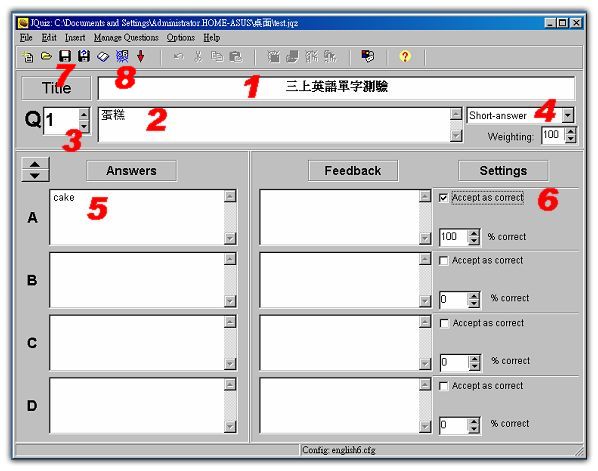 JQuiz: C:\Documents and Settings\Administrator.HOME-ASUS\桌面\test.jqz
File Edit Insert Manage Questions Options Help
7 8
Title 1 三上英語單字測驗
Q 1 3 蛋糕 2 Short-answer 4
Weighting: 100
Answers Feedback Settings
A cake 5 Accept as correct 6
100 % correct
B Accept as correct
0 % correct
C Accept as correct
0 % correct
D Accept as correct
0 % correct
Config: english6.cfg